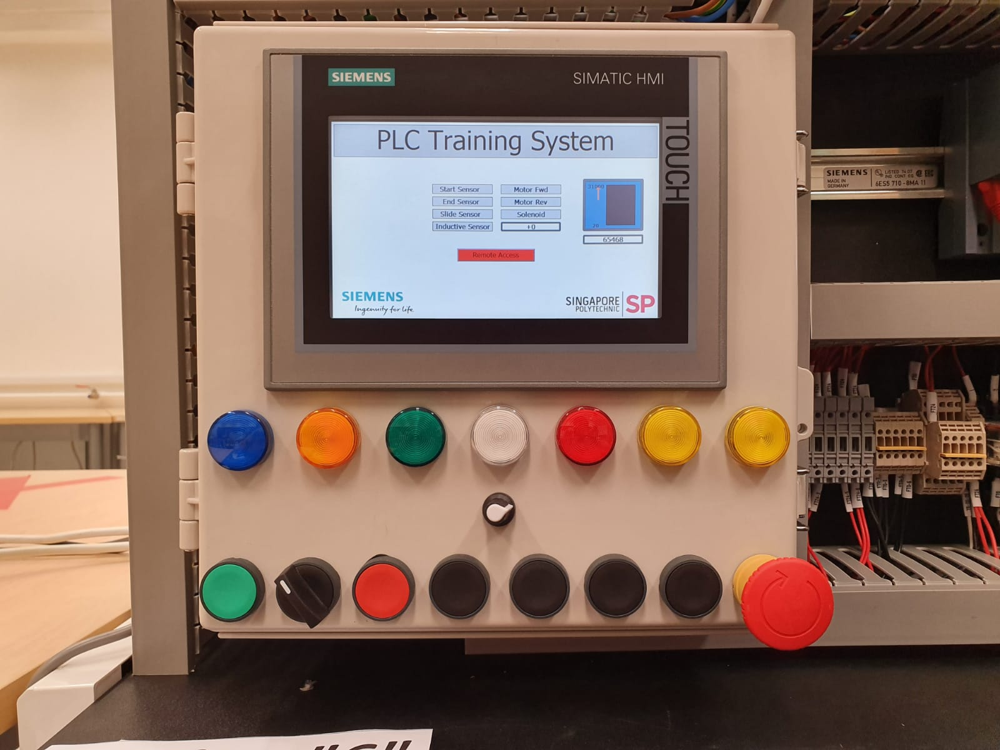 SIEMENS
SIMATIC HMI
TOUCH
PLC Training System
Start Sensor
Motor Fwd
End Sensor
Motor Rev
Slide Sensor
Solenoid
Inductive Sensor
+0
31000
20
65468
Remote Access
SIEMENS
Ingenuity for life
SINGAPORE
POLYTECHNIC
SP
SIEMENS
MADE IN
GERMANY
LISTED 74 D7
IND CONT EQ
6ES5 710-8MA 11
FT24